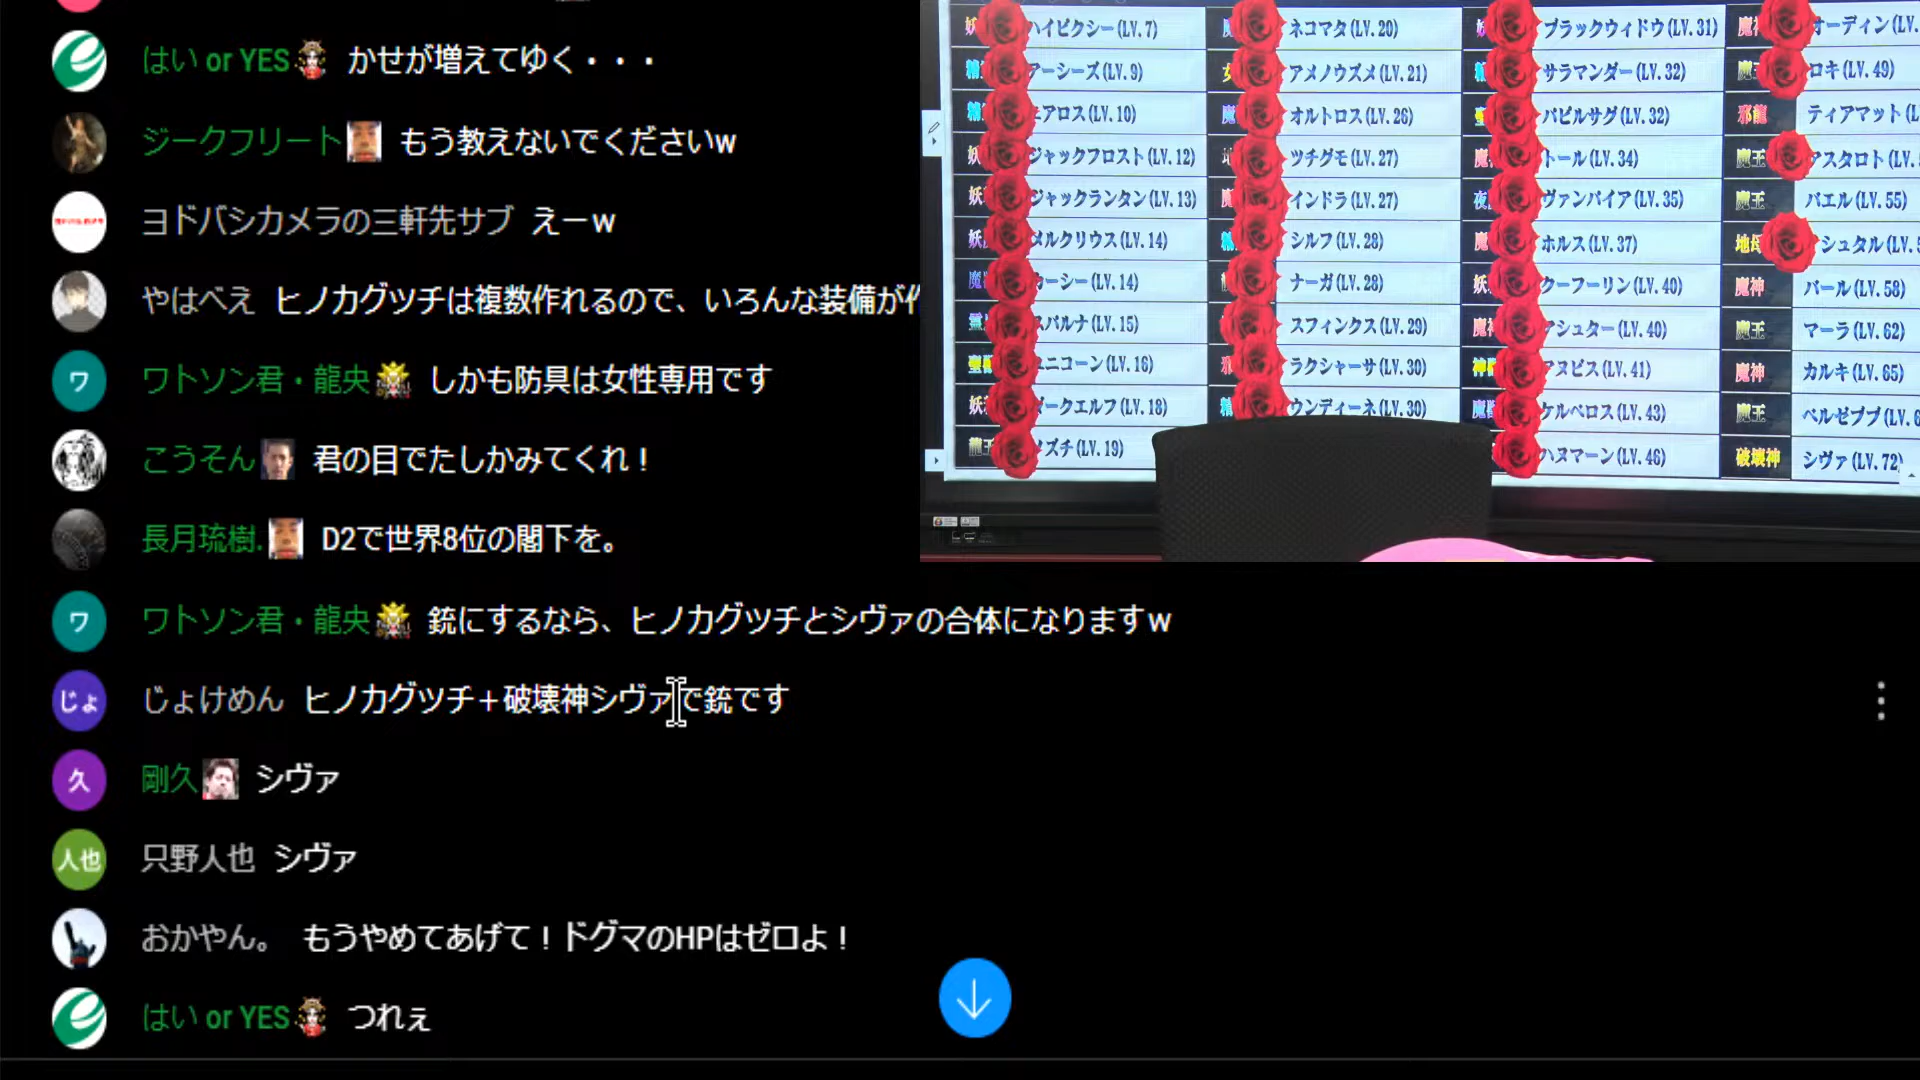 はい or YES かせが増えてゆく・・・
ジークフリート もう教えないでくださいw
ヨドバシカメラの三軒先サブ えーw
やはべえ ヒノカグツチは複数作れるので、いろんな装備が
ワ ワトソン君・龍央 しかも防具は女性専用です
こうそん 君の目でたしかみてくれ！
長月琉樹. D2で世界8位の閣下を。
ワ ワトソン君・龍央 銃にするなら、ヒノカグツチとシヴァの合体になりますw
じょ じょけめん ヒノカグツチ＋破壊神シヴァで銃です
久 剛久 シヴァ
人也 只野人也 シヴァ
おかやん。 もうやめてあげて！ドグマのHPはゼロよ！
はい or YES つれぇ
ハイピクシー(LV.7)
アーシーズ(LV.9)
エアロス(LV.10)
ジャックフロスト(LV.12)
ジャックランタン(LV.13)
メルクリウス(LV.14)
ーシー(LV.14)
スパルナ(LV.15)
ユニコーン(LV.16)
ダークエルフ(LV.18)
龍王 ミズチ(LV.19)
ネコマタ(LV.20)
アメノウズメ(LV.21)
オルトロス(LV.26)
ツチグモ(LV.27)
インドラ(LV.27)
シルフ(LV.28)
ナーガ(LV.28)
スフィンクス(LV.29)
ラクシャーサ(LV.30)
ウンディーネ(LV.30)
ブラックウィドウ(LV.31)
サラマンダー(LV.32)
パピルサグ(LV.32)
トール(LV.34)
ヴァンパイア(LV.35)
ホルス(LV.37)
クーフーリン(LV.40)
アシュター(LV.40)
アヌビス(LV.41)
ケルベロス(LV.43)
ハヌマーン(LV.46)
オーディン(LV.
魔王 ロキ(LV.49)
邪龍 ティアマット(L
魔王 アスタロト(LV.
魔王 バエル(LV.55)
地母 シュタル(LV.
魔神 バール(LV.58)
魔王 マーラ(LV.62)
魔神 カルキ(LV.65)
魔王 ベルゼブブ(LV.6
破壊神 シヴァ(LV.72)